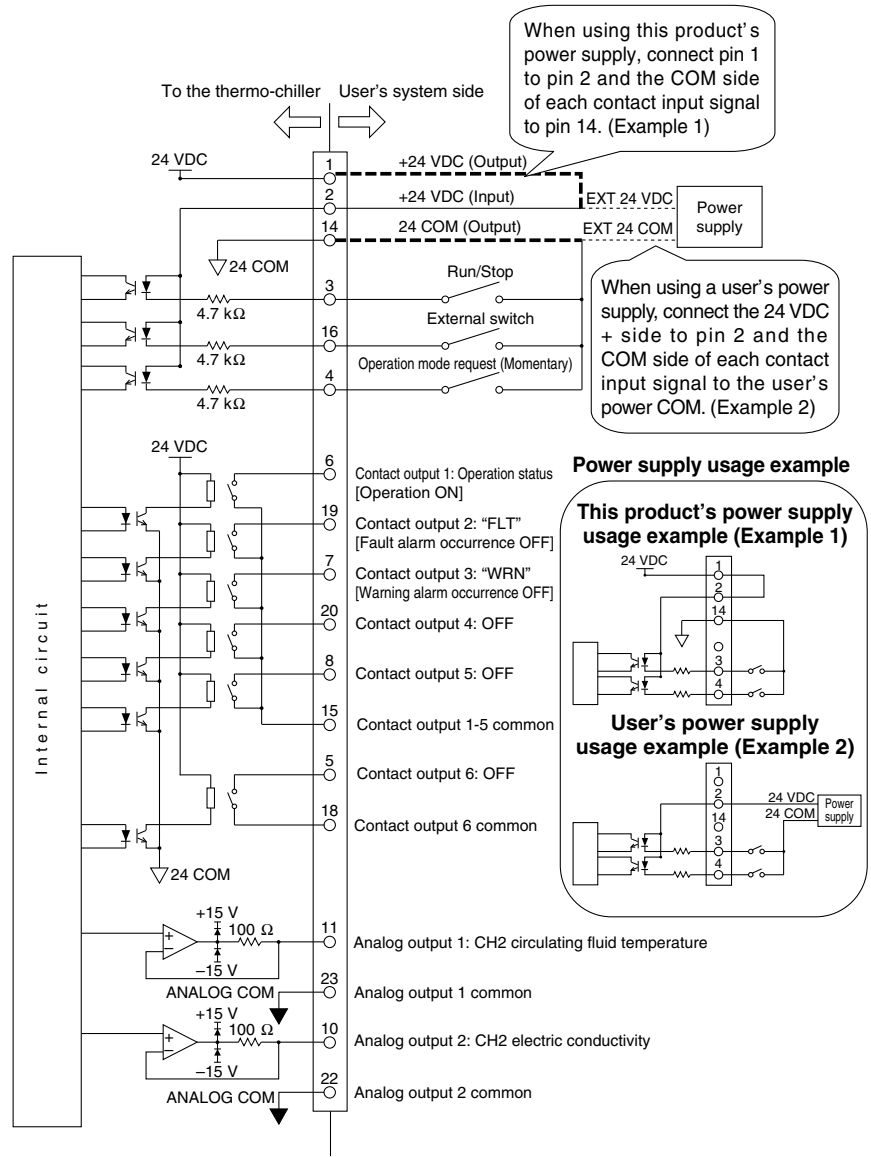 When using this product's
power supply, connect pin 1
to pin 2 and the COM side
of each contact input signal
to pin 14. (Example 1)
To the thermo-chiller
User's system side
24 VDC
1
+24 VDC (Output)
2
+24 VDC (Input)
EXT 24 VDC
Power
supply
14
24 COM (Output)
EXT 24 COM
24 COM
3
Run/Stop
4.7 kΩ
16
External switch
4.7 kΩ
4
Operation mode request (Momentary)
4.7 kΩ
When using a user's power
supply, connect the 24 VDC
+ side to pin 2 and the
COM side of each contact
input signal to the user's
power COM. (Example 2)
Internal circuit
24 VDC
6
Contact output 1: Operation status
[Operation ON]
19
Contact output 2: “FLT”
[Fault alarm occurrence OFF]
7
Contact output 3: “WRN”
[Warning alarm occurrence OFF]
20
Contact output 4: OFF
8
Contact output 5: OFF
15
Contact output 1-5 common
5
Contact output 6: OFF
18
Contact output 6 common
24 COM
Power supply usage example
This product's power supply
usage example (Example 1)
24 VDC
1
2
14
3
4
User's power supply
usage example (Example 2)
1
2
24 VDC
Power
supply
14
24 COM
3
4
+15 V
100 Ω
+
−
−15 V
11
Analog output 1: CH2 circulating fluid temperature
ANALOG COM
23
Analog output 1 common
+15 V
100 Ω
+
−
−15 V
10
Analog output 2: CH2 electric conductivity
ANALOG COM
22
Analog output 2 common